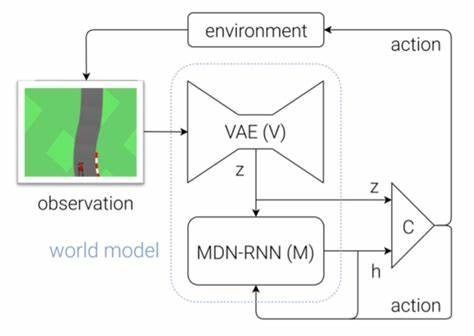 environment
action
VAE (V)
observation
z
z
C
world model
MDN-RNN (M)
h
action